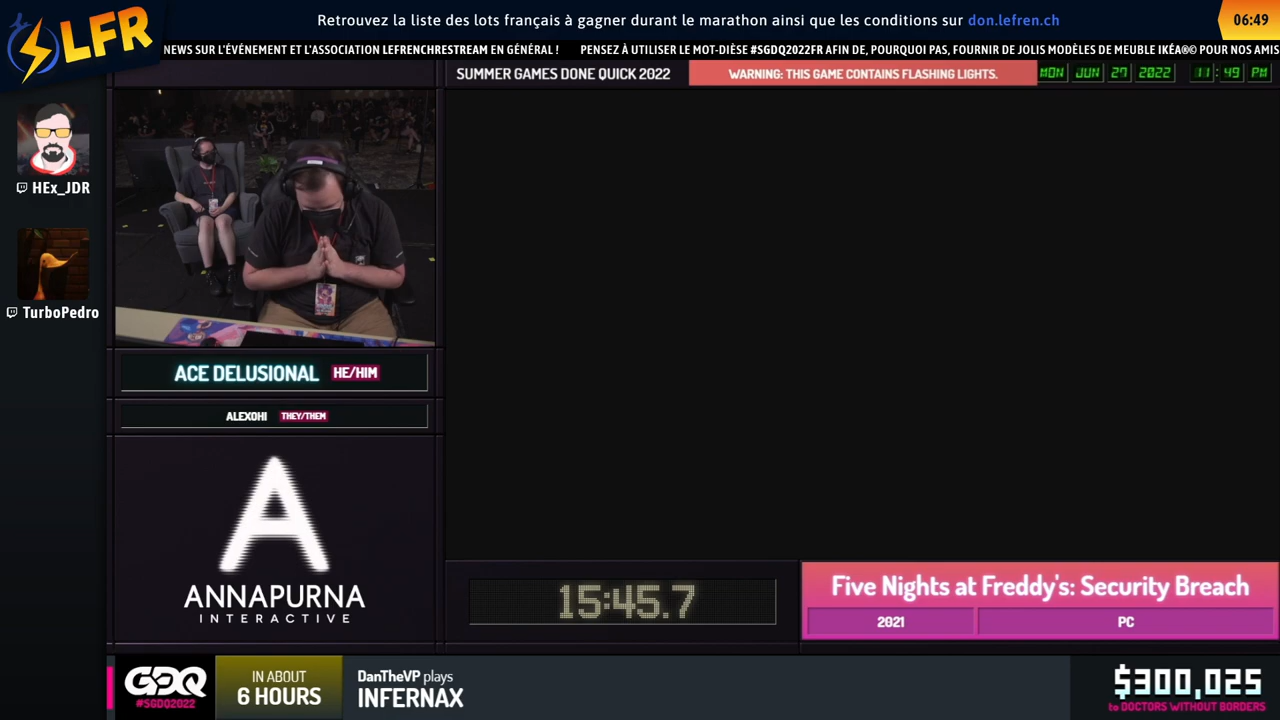 LFR
Retrouvez la liste des lots français à gagner durant le marathon ainsi que les conditions sur don.lefren.ch
06:49
NEWS SUR L'ÉVÉNEMENT ET L'ASSOCIATION LEFRENCHRESTREAM EN GÉNÉRAL ! PENSEZ À UTILISER LE MOT-DIÈSE #SGDQ2022FR AFIN DE, POURQUOI PAS, FOURNIR DE JOLIS MODÈLES DE MEUBLE IKÉA®© POUR NOS AMIS
SUMMER GAMES DONE QUICK 2022
WARNING: THIS GAME CONTAINS FLASHING LIGHTS.
MON JUN 27 2022 11:49 PM
HEx_JDR
TurboPedro
ACE DELUSIONAL HE/HIM
ALEXOHI THEY/THEM
A
ANNAPURNA
INTERACTIVE
15:45.7
Five Nights at Freddy's: Security Breach
2021 PC
GDQ
#SGDQ2022
IN ABOUT
6 HOURS
DanTheVP plays
INFERNAX
$300,025
to DOCTORS WITHOUT BORDERS